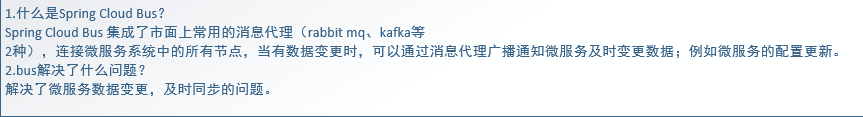 1.什么是Spring Cloud Bus?
Spring Cloud Bus 集成了市面上常用的消息代理（rabbit mq、kafka等
2种），连接微服务系统中的所有节点，当有数据变更时，可以通过消息代理广播通知微服务及时变更数据；例如微服务的配置更新。
2.bus解决了什么问题？
解决了微服务数据变更，及时同步的问题。